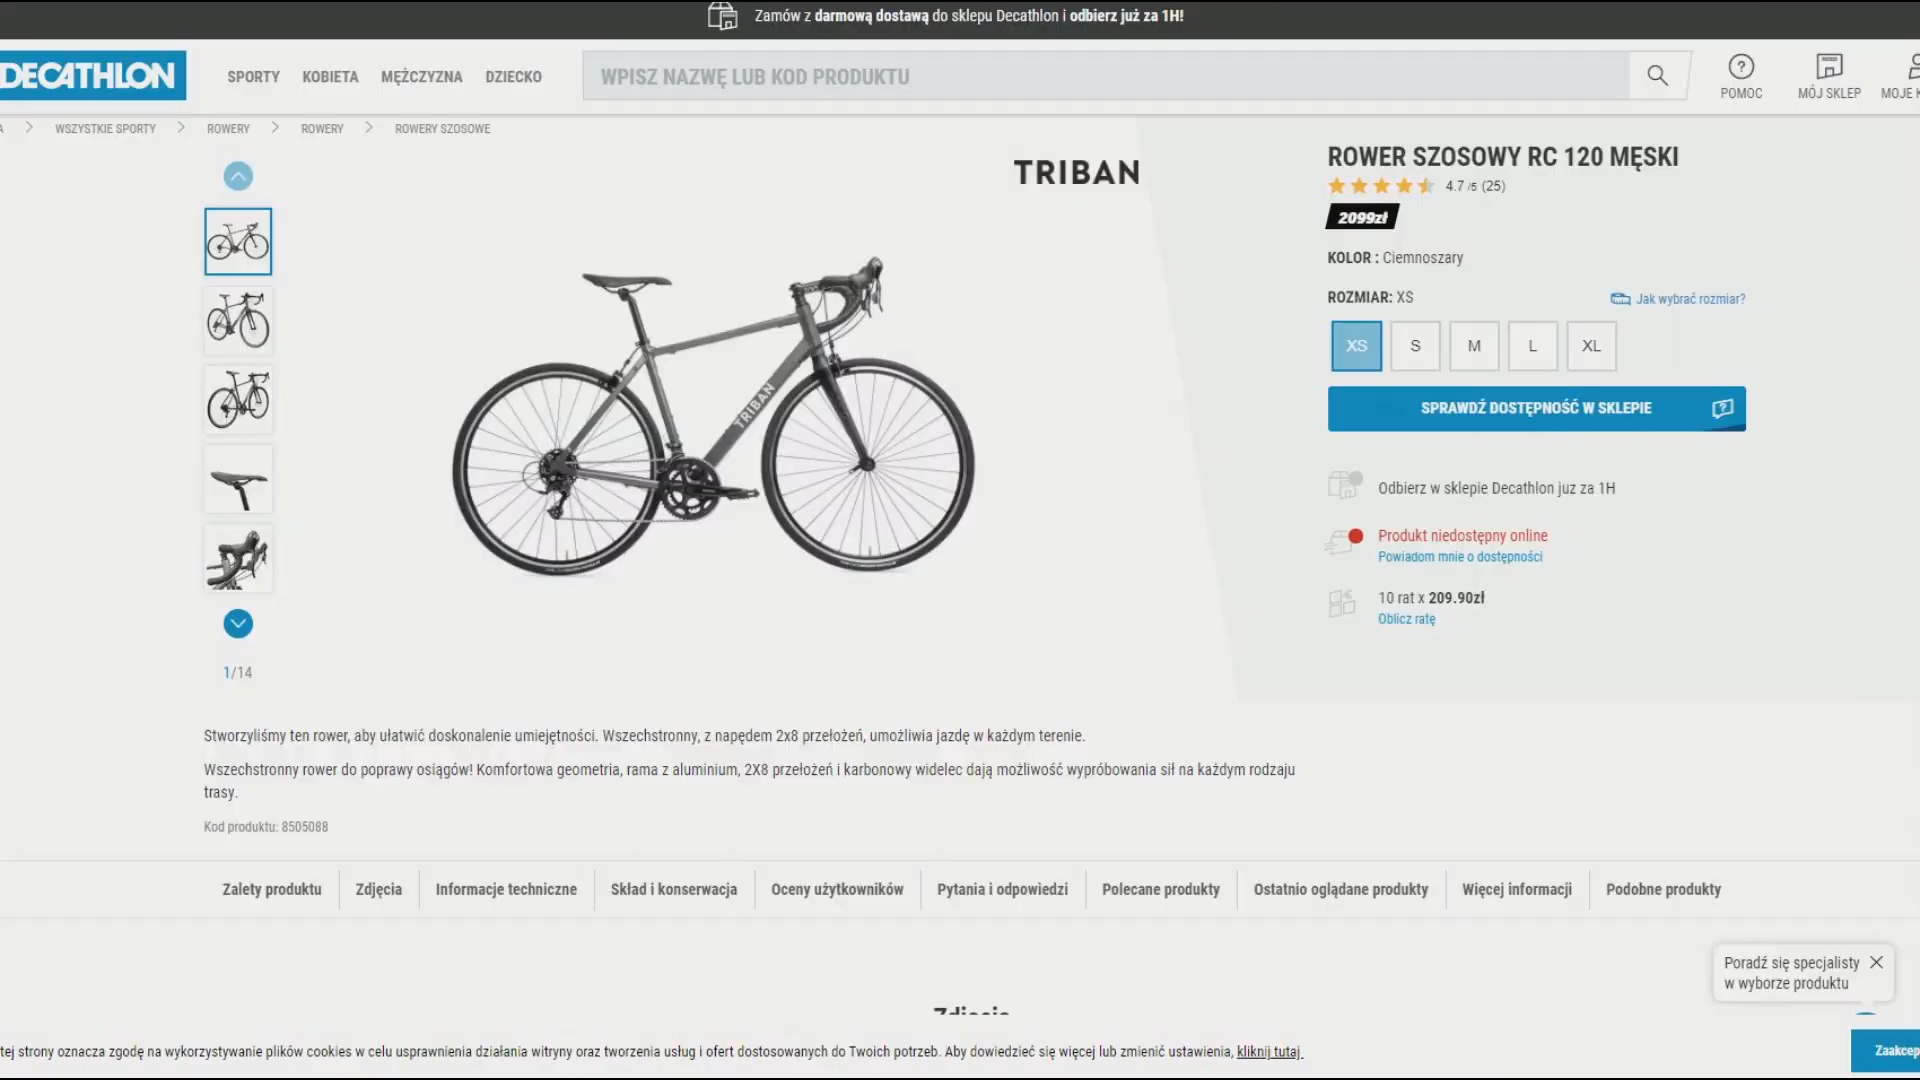 Zamów z darmową dostawą do sklepu Decathlon i odbierz już za 1H!
DECATHLON
SPORTY KOBIETA MĘŻCZYZNA DZIECKO
WPISZ NAZWĘ LUB KOD PRODUKTU
POMOC
MÓJ SKLEP
MOJE
WSZYSTKIE SPORTY ROWERY ROWERY ROWERY SZOSOWE
TRIBAN
TRIBAN
1/14
ROWER SZOSOWY RC 120 MĘSKI
4.7 /5 (25)
2099zł
KOLOR : Ciemnoszary
ROZMIAR: XS
Jak wybrać rozmiar?
XS S M L XL
SPRAWDŹ DOSTĘPNOŚĆ W SKLEPIE
Odbierz w sklepie Decathlon juz za 1H
Produkt niedostępny online
Powiadom mnie o dostępności
10 rat x 209.90zł
Oblicz ratę
Stworzyliśmy ten rower, aby ułatwić doskonalenie umiejętności. Wszechstronny, z napędem 2x8 przełożeń, umożliwia jazdę w każdym terenie.
Wszechstronny rower do poprawy osiągów! Komfortowa geometria, rama z aluminium, 2X8 przełożeń i karbonowy widelec dają możliwość wypróbowania sił na każdym rodzaju
trasy.
Kod produktu: 8505088
Zalety produktu Zdjęcia Informacje techniczne Skład i konserwacja Oceny użytkowników Pytania i odpowiedzi Polecane produkty Ostatnio oglądane produkty Więcej informacji Podobne produkty
Poradź się specjalisty
w wyborze produktu
Zdjęcia
tej strony oznacza zgodę na wykorzystywanie plików cookies w celu usprawnienia działania witryny oraz tworzenia usług i ofert dostosowanych do Twoich potrzeb. Aby dowiedzieć się więcej lub zmienić ustawienia, kliknij tutaj.
Zaakcep